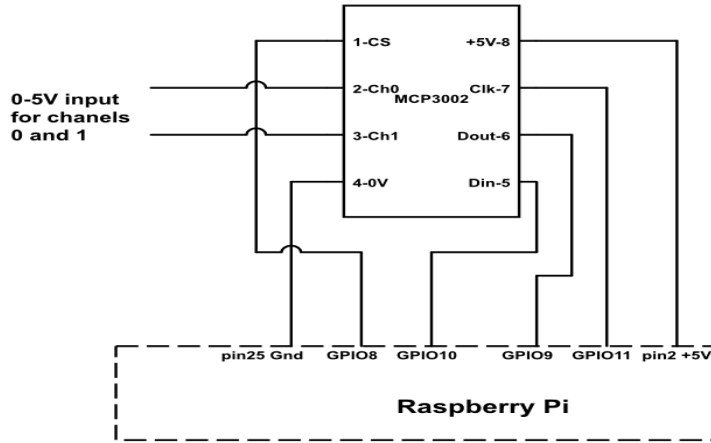 1-CS
+5V-8
0-5V input
for chanels
0 and 1
2-Ch0
Clk-7
MCP3002
3-Ch1
Dout-6
4-0V
Din-5
pin25 Gnd
GPIO8
GPIO10
GPIO9
GPIO11
pin2 +5V
Raspberry Pi